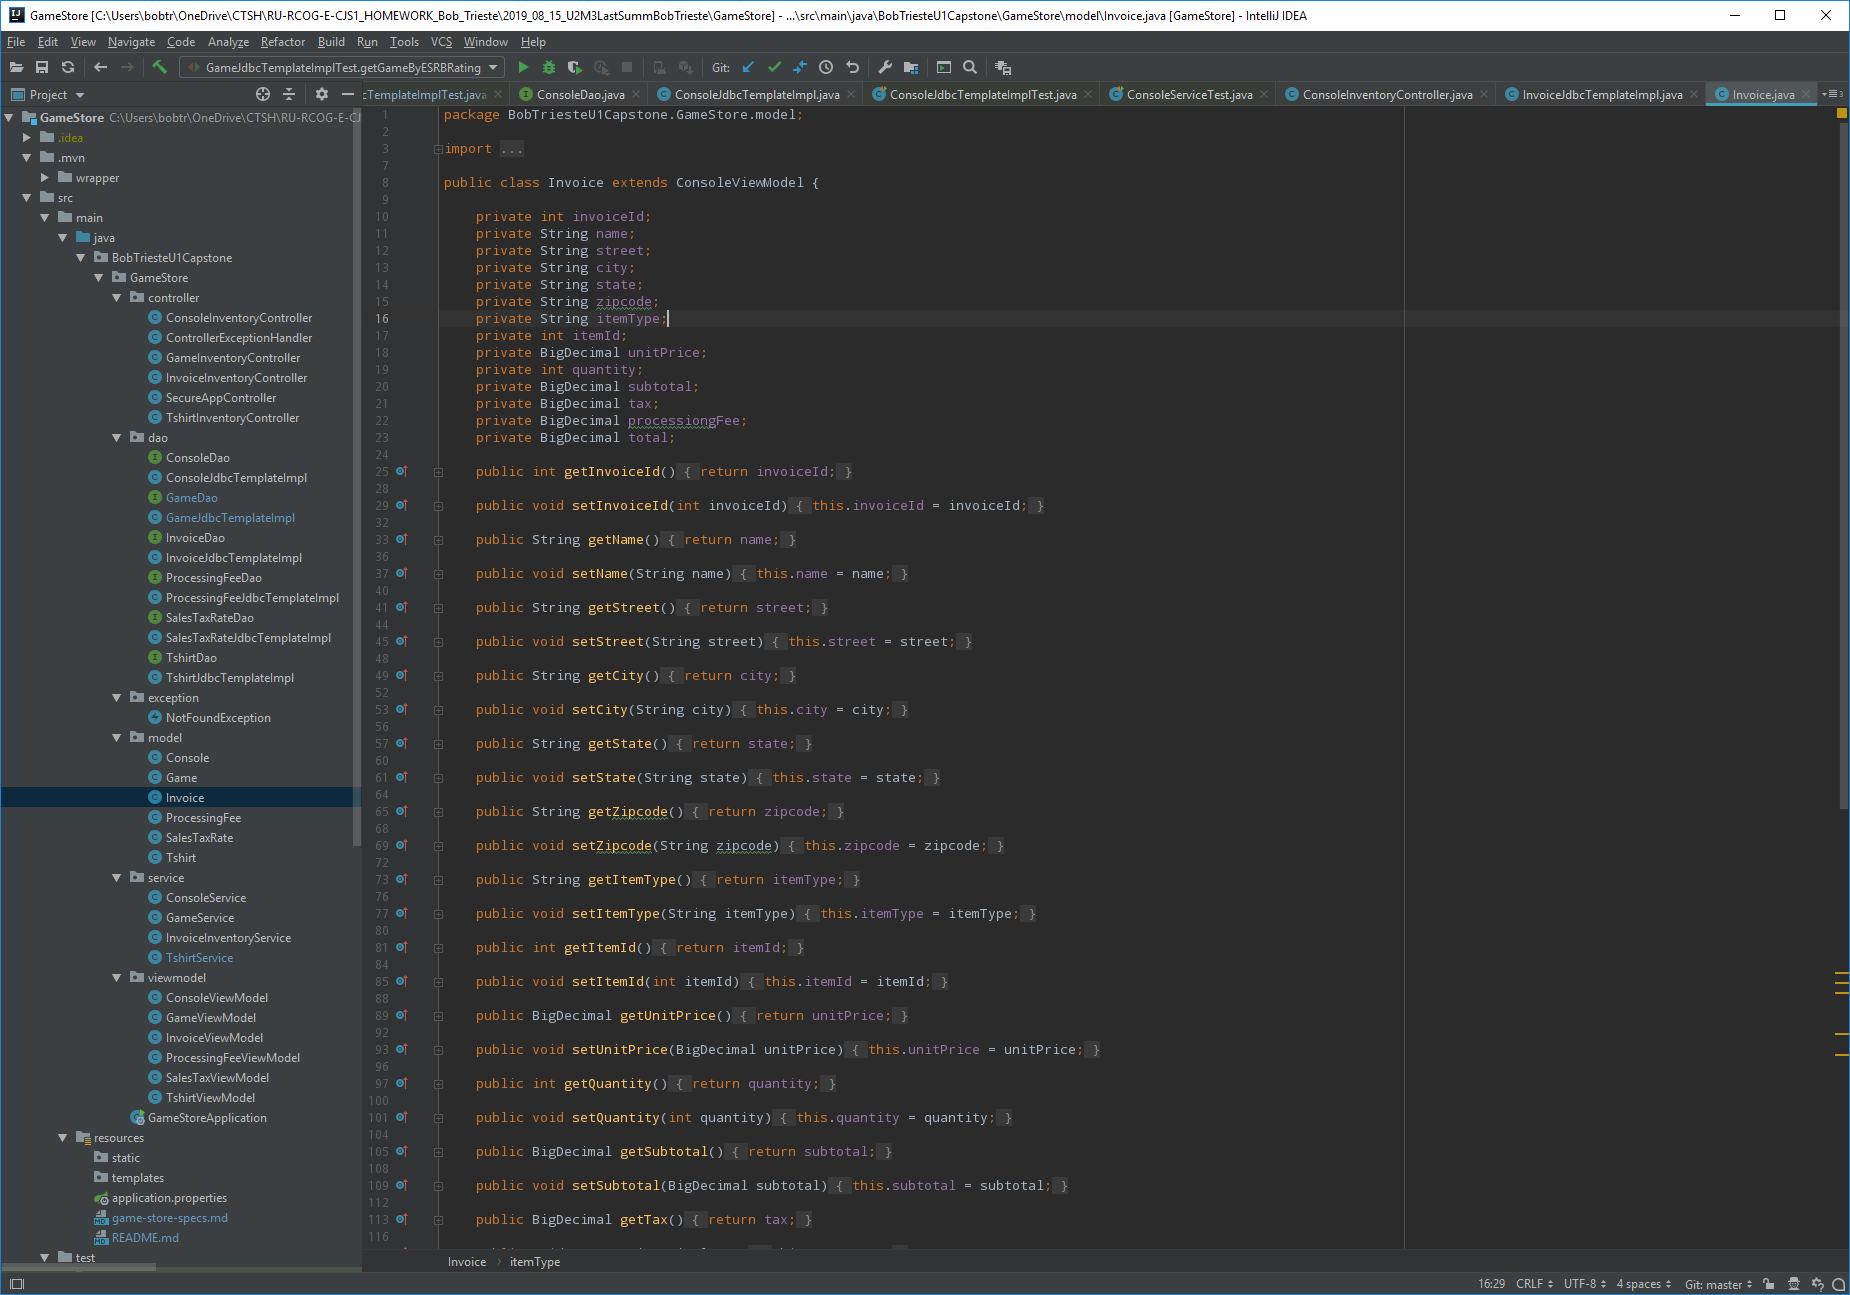 GameStore [C:\Users\bobtr\OneDrive\CTSH\RU-RCOG-E-CJS1_HOMEWORK_Bob_Trieste\2019_08_15_U2M3LastSummBobTrieste\GameStore] - ...\src\main\java\BobTriesteU1Capstone\GameStore\model\Invoice.java [GameStore] - IntelliJ IDEA
File Edit View Navigate Code Analyze Refactor Build Run Tools VCS Window Help
GameJdbcTemplateImplTest.getGameByESRBRating Git:
Project cTemplateImplTest.java ConsoleDao.java ConsoleJdbcTemplateImpl.java ConsoleJdbcTemplateImplTest.java ConsoleServiceTest.java ConsoleInventoryController.java InvoiceJdbcTemplateImpl.java Invoice.java 3
GameStore C:\Users\bobtr\OneDrive\CTSH\RU-RCOG-E-CJ
.idea
.mvn
wrapper
src
main
java
BobTriesteU1Capstone
GameStore
controller
ConsoleInventoryController
ControllerExceptionHandler
GameInventoryController
InvoiceInventoryController
SecureAppController
TshirtInventoryController
dao
ConsoleDao
ConsoleJdbcTemplateImpl
GameDao
GameJdbcTemplateImpl
InvoiceDao
InvoiceJdbcTemplateImpl
ProcessingFeeDao
ProcessingFeeJdbcTemplateImpl
SalesTaxRateDao
SalesTaxRateJdbcTemplateImpl
TshirtDao
TshirtJdbcTemplateImpl
exception
NotFoundException
model
Console
Game
Invoice
ProcessingFee
SalesTaxRate
Tshirt
service
ConsoleService
GameService
InvoiceInventoryService
TshirtService
viewmodel
ConsoleViewModel
GameViewModel
InvoiceViewModel
ProcessingFeeViewModel
SalesTaxViewModel
TshirtViewModel
GameStoreApplication
resources
static
templates
application.properties
game-store-specs.md
README.md
test
1 package BobTriesteU1Capstone.GameStore.model;
2
3 import ...
7
8 public class Invoice extends ConsoleViewModel {
9
10 private int invoiceId;
11 private String name;
12 private String street;
13 private String city;
14 private String state;
15 private String zipcode;
16 private String itemType;
17 private int itemId;
18 private BigDecimal unitPrice;
19 private int quantity;
20 private BigDecimal subtotal;
21 private BigDecimal tax;
22 private BigDecimal processiongFee;
23 private BigDecimal total;
24
25 public int getInvoiceId() { return invoiceId; }
28
29 public void setInvoiceId(int invoiceId) { this.invoiceId = invoiceId; }
32
33 public String getName() { return name; }
36
37 public void setName(String name) { this.name = name; }
40
41 public String getStreet() { return street; }
44
45 public void setStreet(String street) { this.street = street; }
48
49 public String getCity() { return city; }
52
53 public void setCity(String city) { this.city = city; }
56
57 public String getState() { return state; }
60
61 public void setState(String state) { this.state = state; }
64
65 public String getZipcode() { return zipcode; }
68
69 public void setZipcode(String zipcode) { this.zipcode = zipcode; }
72
73 public String getItemType() { return itemType; }
76
77 public void setItemType(String itemType) { this.itemType = itemType; }
80
81 public int getItemId() { return itemId; }
84
85 public void setItemId(int itemId) { this.itemId = itemId; }
88
89 public BigDecimal getUnitPrice() { return unitPrice; }
92
93 public void setUnitPrice(BigDecimal unitPrice) { this.unitPrice = unitPrice; }
96
97 public int getQuantity() { return quantity; }
100
101 public void setQuantity(int quantity) { this.quantity = quantity; }
104
105 public BigDecimal getSubtotal() { return subtotal; }
108
109 public void setSubtotal(BigDecimal subtotal) { this.subtotal = subtotal; }
112
113 public BigDecimal getTax() { return tax; }
116
Invoice › itemType
16:29 CRLF UTF-8 4 spaces Git: master